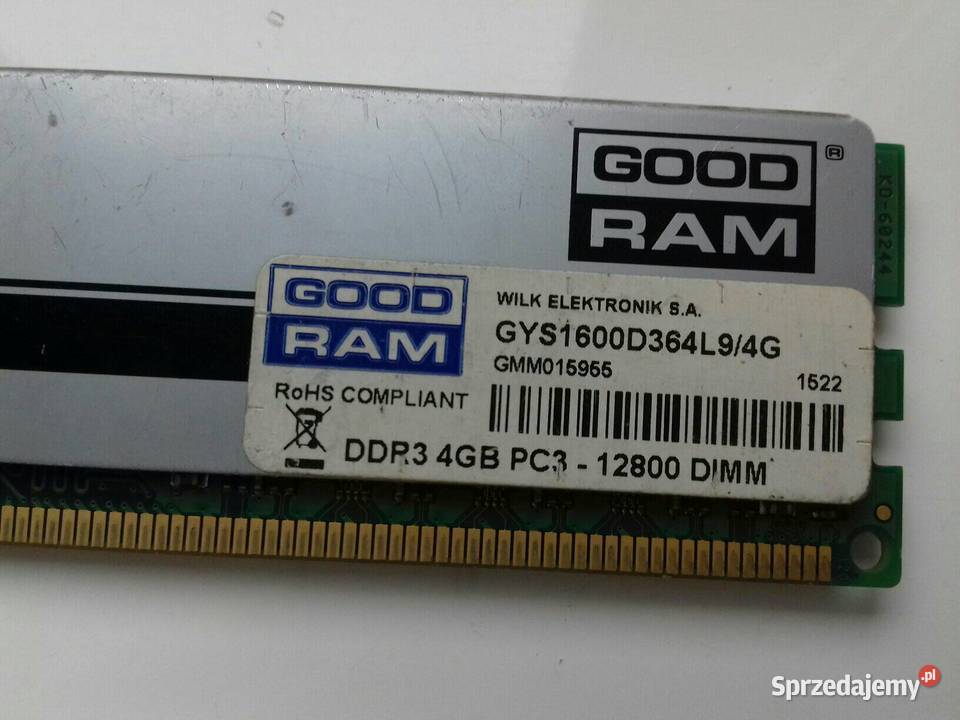 GOOD
RAM
®
KO-60244
GOOD
RAM
WILK ELEKTRONIK S.A.
GYS1600D364L9/4G
GMM015955
1522
RoHS COMPLIANT
DDR3 4GB PC3 - 12800 DIMM
Sprzedajemy.pl